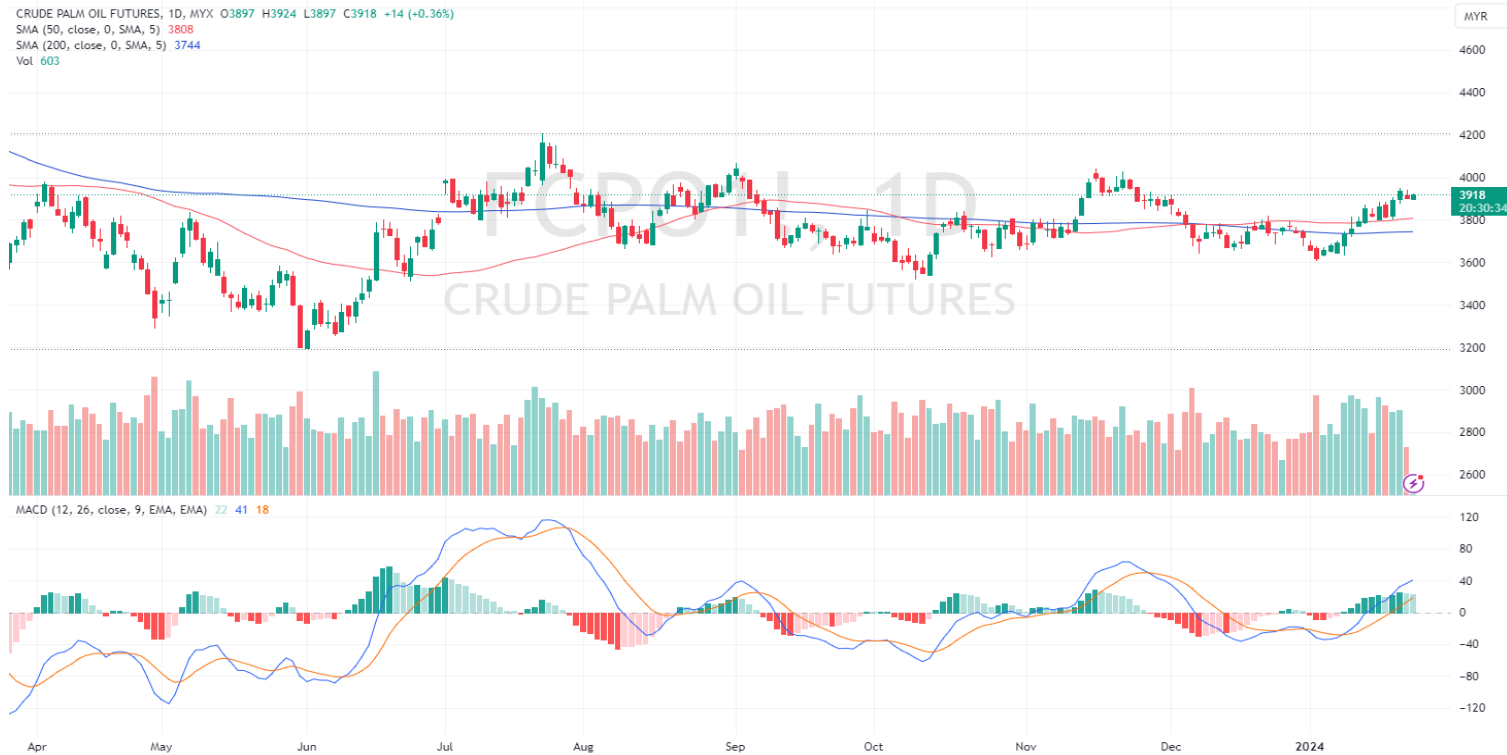 CRUDE PALM OIL FUTURES, 1D, MYX O3897 H3924 L3897 C3918 +14 (+0.36%)
MYR
SMA (50, close, 0, SMA, 5) 3808
SMA (200, close, 0, SMA, 5) 3744
Vol 603
4600
4400
4200
4000
3918
20:30:34
3800
3600
3400
3200
3000
2800
2600
FCPO1!, 1D
CRUDE PALM OIL FUTURES
MACD (12, 26, close, 9, EMA, EMA) 22 41 18
120
80
40
0
−40
−80
−120
Apr May Jun Jul Aug Sep Oct Nov Dec 2024